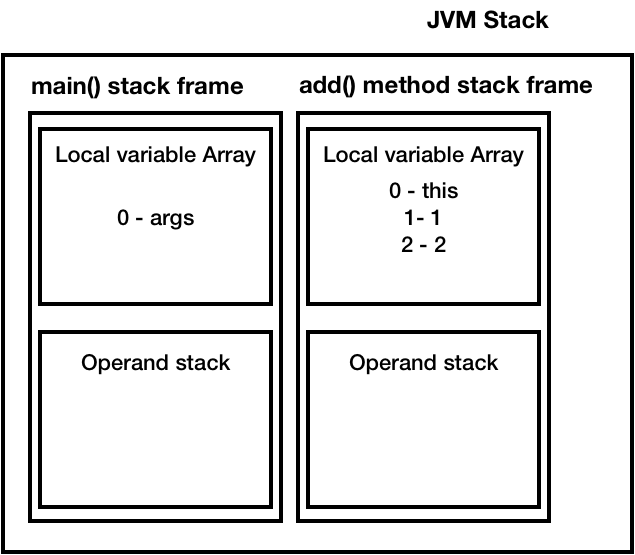 JVM Stack
main() stack frame
Local variable Array
0 - args
Operand stack
add() method stack frame
Local variable Array
0 - this
1- 1
2 - 2
Operand stack